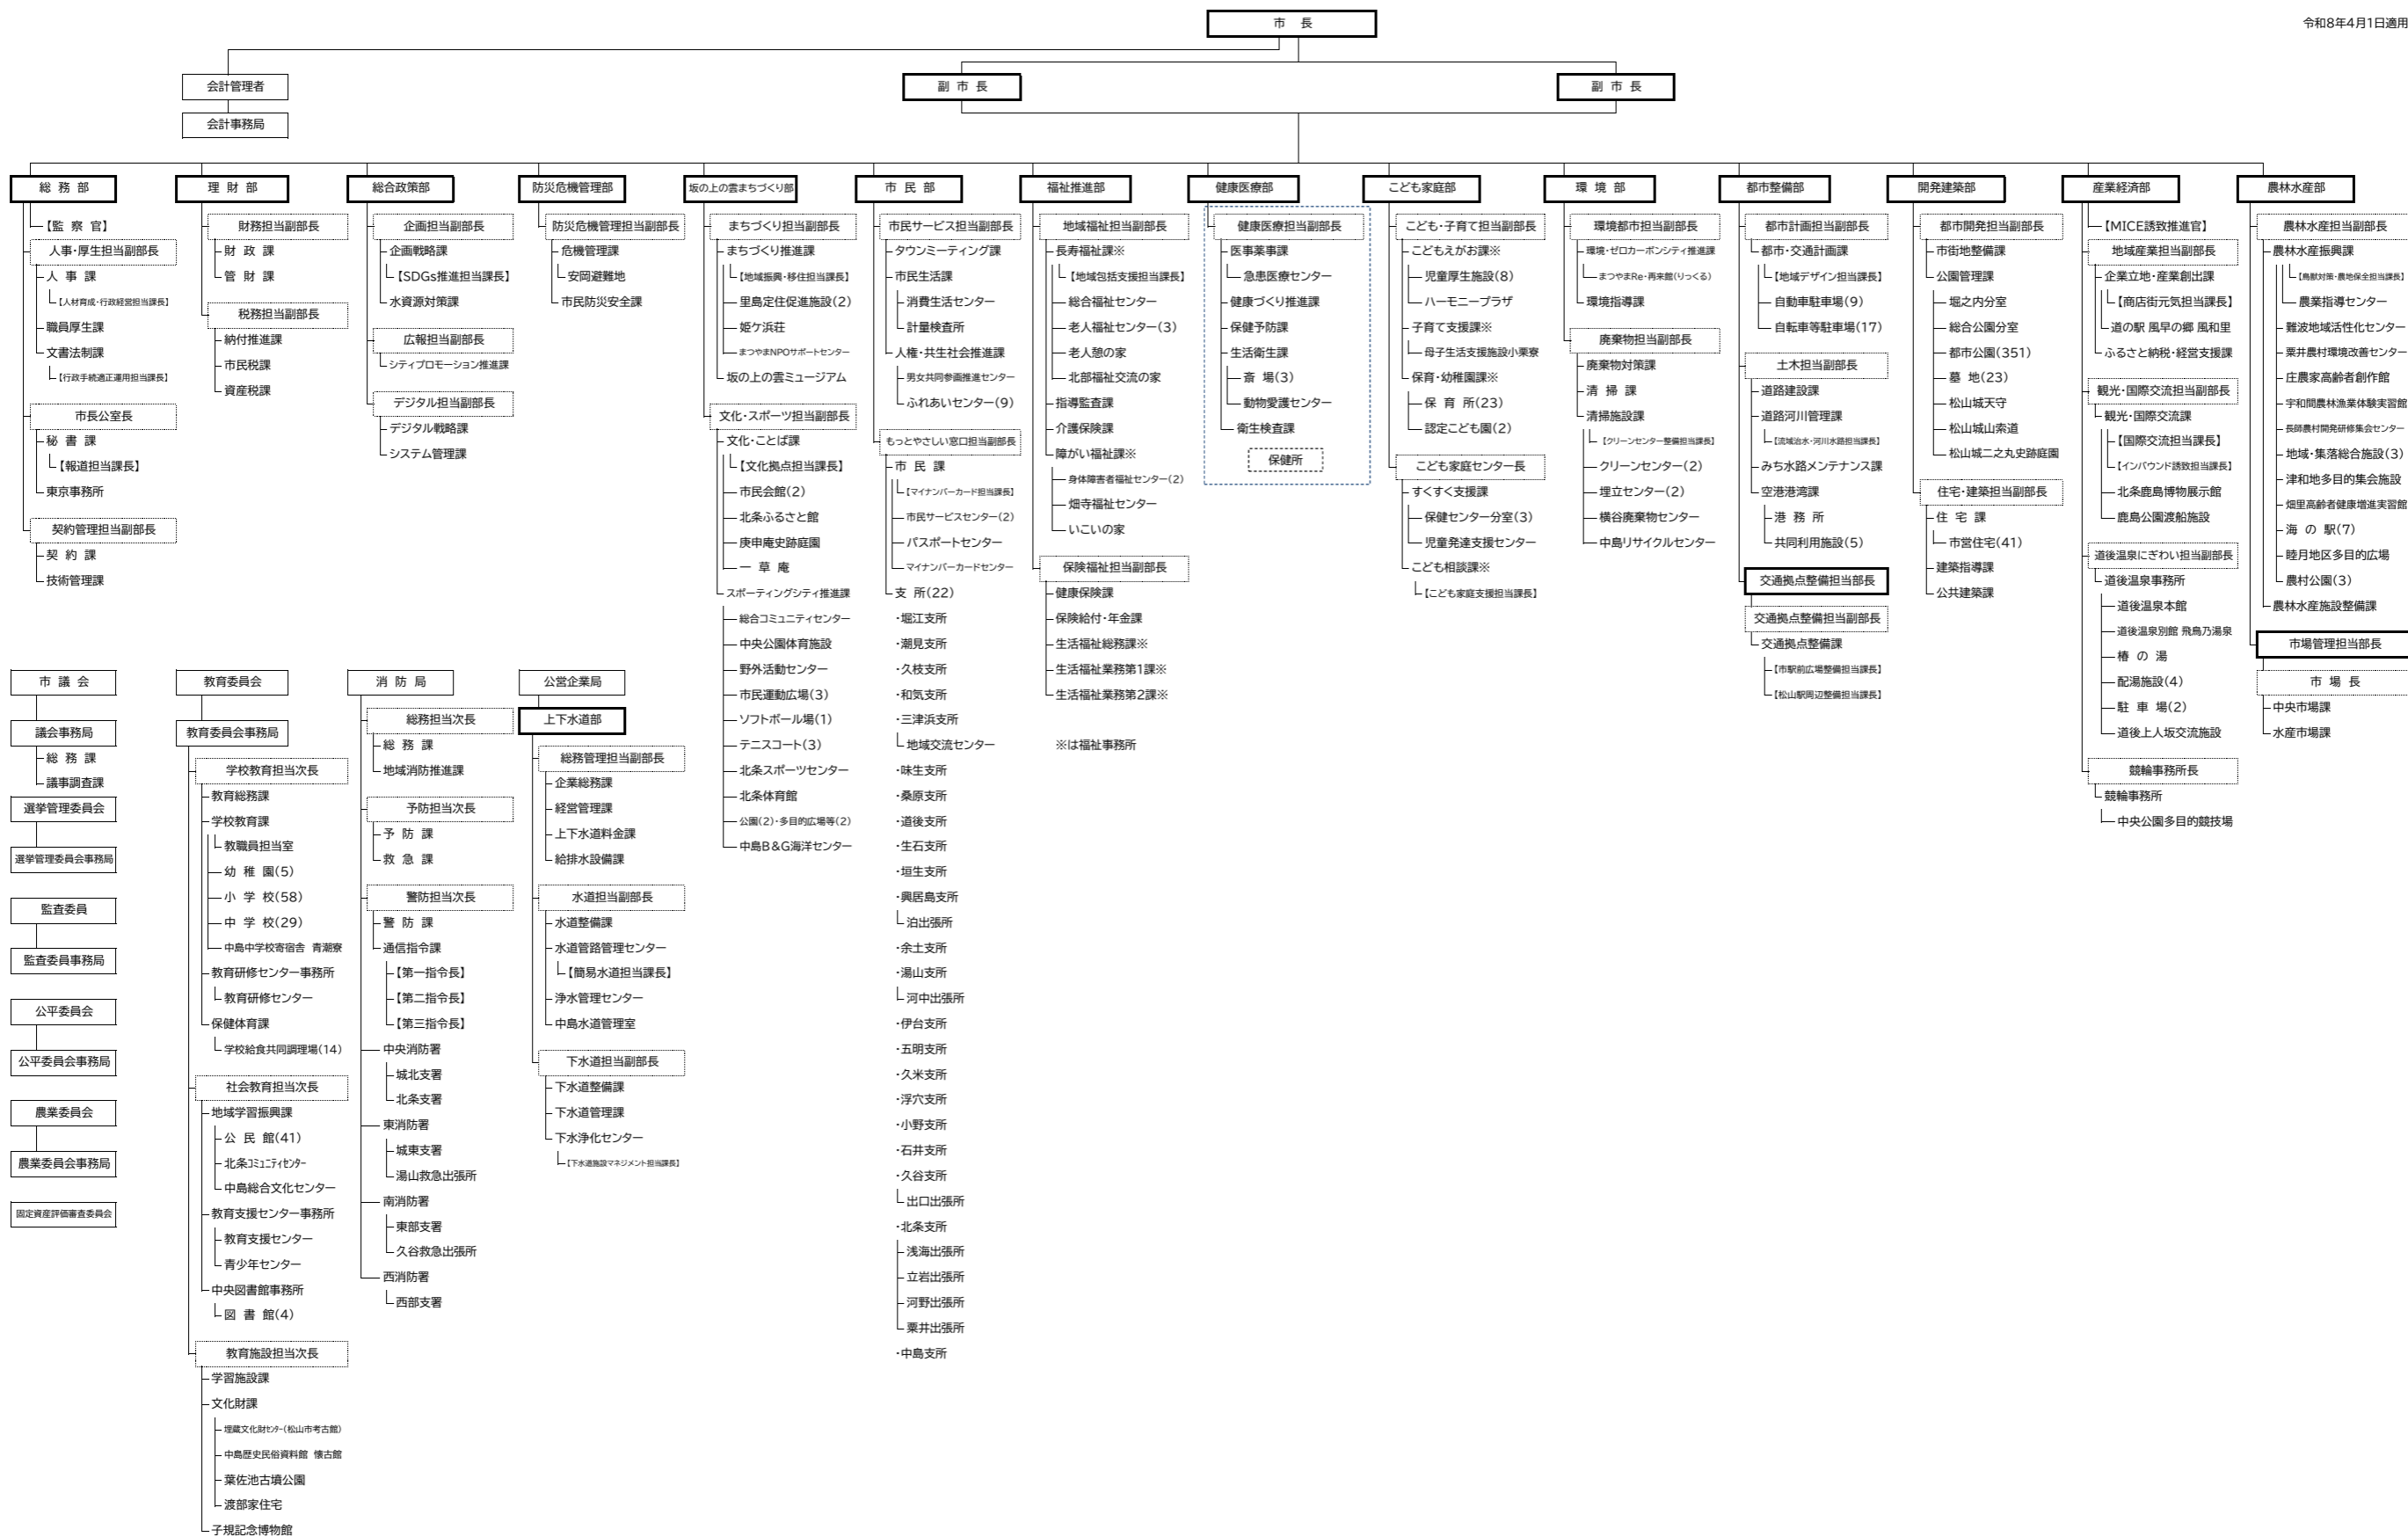 令和8年4月1日適用
市　長
会計管理者
会計事務局
副 市 長
副 市 長
総 務 部
【監 察 官】
人事・厚生担当副部長
人 事 課
【人材育成・行政経営担当課長】
職員厚生課
文書法制課
【行政手続適正運用担当課長】
市長公室長
秘 書 課
【報道担当課長】
東京事務所
契約管理担当副部長
契 約 課
技術管理課
理 財 部
財務担当副部長
財 政 課
管 財 課
税務担当副部長
納付推進課
市民税課
資産税課
総合政策部
企画担当副部長
企画戦略課
【SDGs推進担当課長】
水資源対策課
広報担当副部長
シティプロモーション推進課
デジタル担当副部長
デジタル戦略課
システム管理課
防災危機管理部
防災危機管理担当副部長
危機管理課
安岡避難地
市民防災安全課
坂の上の雲まちづくり部
まちづくり担当副部長
まちづくり推進課
【地域振興・移住担当課長】
里島定住促進施設(2)
姫ケ浜荘
まつやまNPOサポートセンター
坂の上の雲ミュージアム
文化・スポーツ担当副部長
文化・ことば課
【文化拠点担当課長】
市民会館(2)
北条ふるさと館
庚申庵史跡庭園
一 草 庵
スポーティングシティ推進課
総合コミュニティセンター
中央公園体育施設
野外活動センター
市民運動広場(3)
ソフトボール場(1)
テニスコート(3)
北条スポーツセンター
北条体育館
公園(2)・多目的広場等(2)
中島B&G海洋センター
市 民 部
市民サービス担当副部長
タウンミーティング課
市民生活課
消費生活センター
計量検査所
人権・共生社会推進課
男女共同参画推進センター
ふれあいセンター(9)
もっとやさしい窓口担当副部長
市 民 課
【マイナンバーカード担当課長】
市民サービスセンター(2)
パスポートセンター
マイナンバーカードセンター
支 所(22)
・堀江支所
・潮見支所
・久枝支所
・和気支所
・三津浜支所
地域交流センター
・味生支所
・桑原支所
・道後支所
・生石支所
・垣生支所
・興居島支所
泊出張所
・余土支所
・湯山支所
河中出張所
・伊台支所
・五明支所
・久米支所
・浮穴支所
・小野支所
・石井支所
・久谷支所
出口出張所
・北条支所
浅海出張所
立岩出張所
河野出張所
粟井出張所
・中島支所
福祉推進部
地域福祉担当副部長
長寿福祉課※
【地域包括支援担当課長】
総合福祉センター
老人福祉センター(3)
老人憩の家
北部福祉交流の家
指導監査課
介護保険課
障がい福祉課※
身体障害者福祉センター(2)
畑寺福祉センター
いこいの家
保険福祉担当副部長
健康保険課
保険給付・年金課
生活福祉総務課※
生活福祉業務第1課※
生活福祉業務第2課※
※は福祉事務所
健康医療部
健康医療担当副部長
医事薬事課
急患医療センター
健康づくり推進課
保健予防課
生活衛生課
斎 場(3)
動物愛護センター
衛生検査課
保健所
こども家庭部
こども・子育て担当副部長
こどもえがお課※
児童厚生施設(8)
ハーモニープラザ
子育て支援課※
母子生活支援施設小栗寮
保育・幼稚園課※
保 育 所(23)
認定こども園(2)
こども家庭センター長
すくすく支援課
保健センター分室(3)
児童発達支援センター
こども相談課※
【こども家庭支援担当課長】
環 境 部
環境都市担当副部長
環境・ゼロカーボンシティ推進課
まつやまRe・再来館(りっくる)
環境指導課
廃棄物担当副部長
廃棄物対策課
清 掃 課
清掃施設課
【クリーンセンター整備担当課長】
クリーンセンター(2)
埋立センター(2)
横谷廃棄物センター
中島リサイクルセンター
都市整備部
都市計画担当副部長
都市・交通計画課
【地域デザイン担当課長】
自動車駐車場(9)
自転車等駐車場(17)
土木担当副部長
道路建設課
道路河川管理課
【流域治水・河川水路担当課長】
みち水路メンテナンス課
空港港湾課
港 務 所
共同利用施設(5)
交通拠点整備担当部長
交通拠点整備担当副部長
交通拠点整備課
【市駅前広場整備担当課長】
【松山駅周辺整備担当課長】
開発建築部
都市開発担当副部長
市街地整備課
公園管理課
堀之内分室
総合公園分室
都市公園(351)
墓 地(23)
松山城天守
松山城山索道
松山城二之丸史跡庭園
住宅・建築担当副部長
住 宅 課
市営住宅(41)
建築指導課
公共建築課
産業経済部
【MICE誘致推進官】
地域産業担当副部長
企業立地・産業創出課
【商店街元気担当課長】
道の駅 風早の郷 風和里
ふるさと納税・経営支援課
観光・国際交流担当副部長
観光・国際交流課
【国際交流担当課長】
【インバウンド誘致担当課長】
北条鹿島博物展示館
鹿島公園渡船施設
道後温泉にぎわい担当副部長
道後温泉事務所
道後温泉本館
道後温泉別館 飛鳥乃湯泉
椿 の 湯
配湯施設(4)
駐 車 場(2)
道後上人坂交流施設
競輪事務所長
競輪事務所
中央公園多目的競技場
農林水産部
農林水産担当副部長
農林水産振興課
【鳥獣対策・農地保全担当課長】
農業指導センター
難波地域活性化センター
粟井農村環境改善センター
庄農家高齢者創作館
宇和間農林漁業体験実習館
長師農村開発研修集会センター
地域・集落総合施設(3)
津和地多目的集会施設
畑里高齢者健康増進実習館
海 の 駅(7)
睦月地区多目的広場
農村公園(3)
農林水産施設整備課
市場管理担当部長
市 場 長
中央市場課
水産市場課
市 議 会
議会事務局
総 務 課
議事調査課
選挙管理委員会
選挙管理委員会事務局
監査委員
監査委員事務局
公平委員会
公平委員会事務局
農業委員会
農業委員会事務局
固定資産評価審査委員会
教育委員会
教育委員会事務局
学校教育担当次長
教育総務課
学校教育課
教職員担当室
幼 稚 園(5)
小 学 校(58)
中 学 校(29)
中島中学校寄宿舎 青潮寮
教育研修センター事務所
教育研修センター
保健体育課
学校給食共同調理場(14)
社会教育担当次長
地域学習振興課
公 民 館(41)
北条コミュニティセンター
中島総合文化センター
教育支援センター事務所
教育支援センター
青少年センター
中央図書館事務所
図 書 館(4)
教育施設担当次長
学習施設課
文化財課
埋蔵文化財センター(松山市考古館)
中島歴史民俗資料館 懐古館
葉佐池古墳公園
渡部家住宅
子規記念博物館
消 防 局
総務担当次長
総 務 課
地域消防推進課
予防担当次長
予 防 課
救 急 課
警防担当次長
警 防 課
通信指令課
【第一指令長】
【第二指令長】
【第三指令長】
中央消防署
城北支署
北条支署
東消防署
城東支署
湯山救急出張所
南消防署
東部支署
久谷救急出張所
西消防署
西部支署
公営企業局
上下水道部
総務管理担当副部長
企業総務課
経営管理課
上下水道料金課
給排水設備課
水道担当副部長
水道整備課
水道管路管理センター
【簡易水道担当課長】
浄水管理センター
中島水道管理室
下水道担当副部長
下水道整備課
下水道管理課
下水浄化センター
【下水道施設マネジメント担当課長】